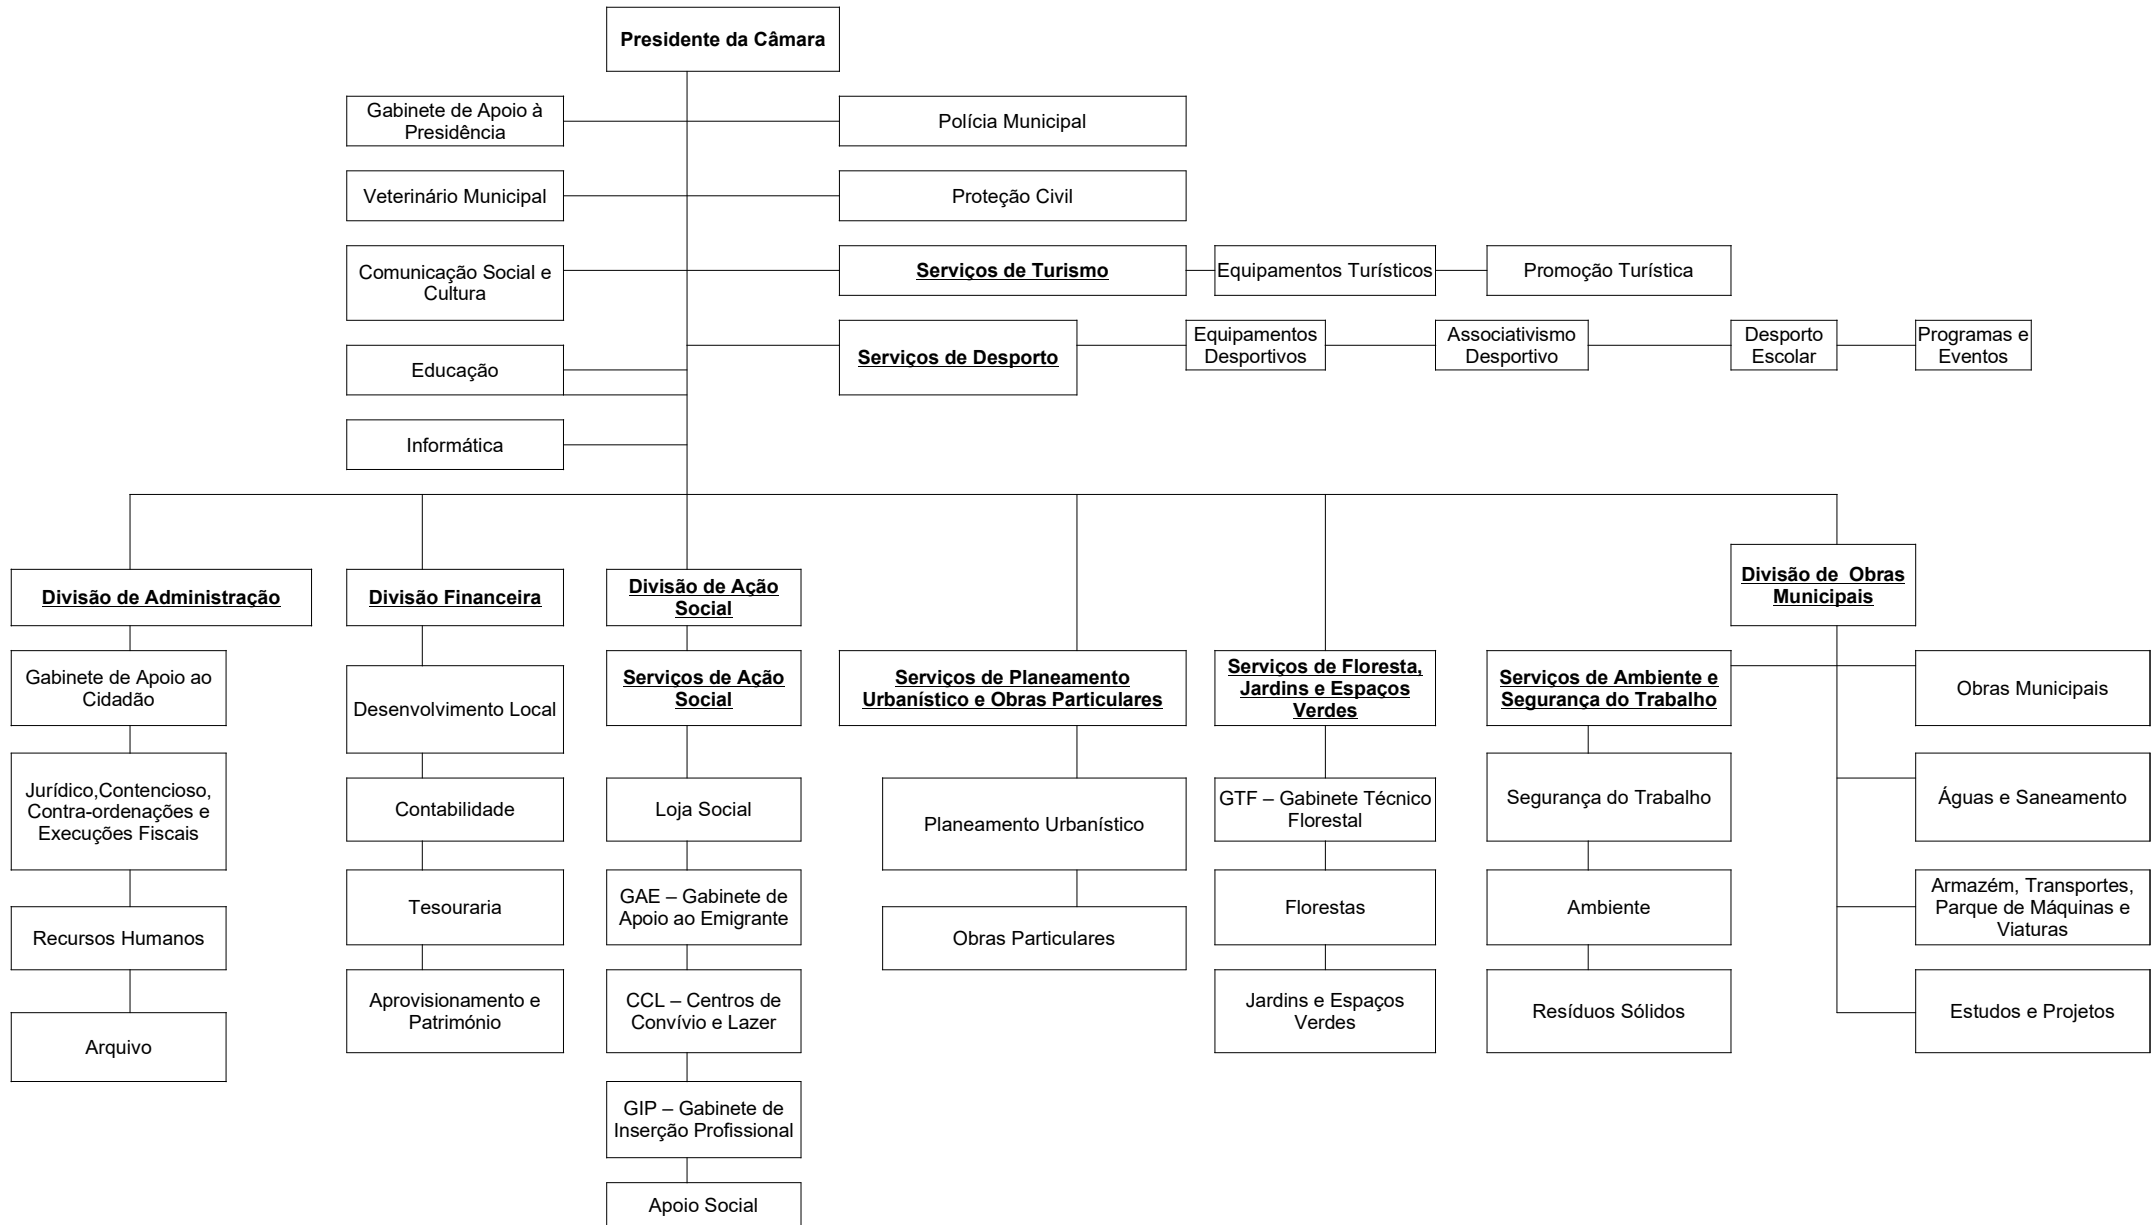 Presidente da Câmara
Gabinete de Apoio à
Presidência
Polícia Municipal
Veterinário Municipal
Proteção Civil
Comunicação Social e
Cultura
Serviços de Turismo
Equipamentos Turísticos
Promoção Turística
Educação
Serviços de Desporto
Equipamentos
Desportivos
Associativismo
Desportivo
Desporto
Escolar
Programas e
Eventos
Informática
Divisão de Administração
Divisão Financeira
Divisão de Ação
Social
Divisão de  Obras
Municipais
Gabinete de Apoio ao
Cidadão
Jurídico,Contencioso,
Contra-ordenações e
Execuções Fiscais
Recursos Humanos
Arquivo
Desenvolvimento Local
Contabilidade
Tesouraria
Aprovisionamento e
Património
Serviços de Ação
Social
Loja Social
GAE – Gabinete de
Apoio ao Emigrante
CCL – Centros de
Convívio e Lazer
GIP – Gabinete de
Inserção Profissional
Apoio Social
Serviços de Planeamento
Urbanístico e Obras Particulares
Planeamento Urbanístico
Obras Particulares
Serviços de Floresta,
Jardins e Espaços
Verdes
GTF – Gabinete Técnico
Florestal
Florestas
Jardins e Espaços
Verdes
Serviços de Ambiente e
Segurança do Trabalho
Segurança do Trabalho
Ambiente
Resíduos Sólidos
Obras Municipais
Águas e Saneamento
Armazém, Transportes,
Parque de Máquinas e
Viaturas
Estudos e Projetos